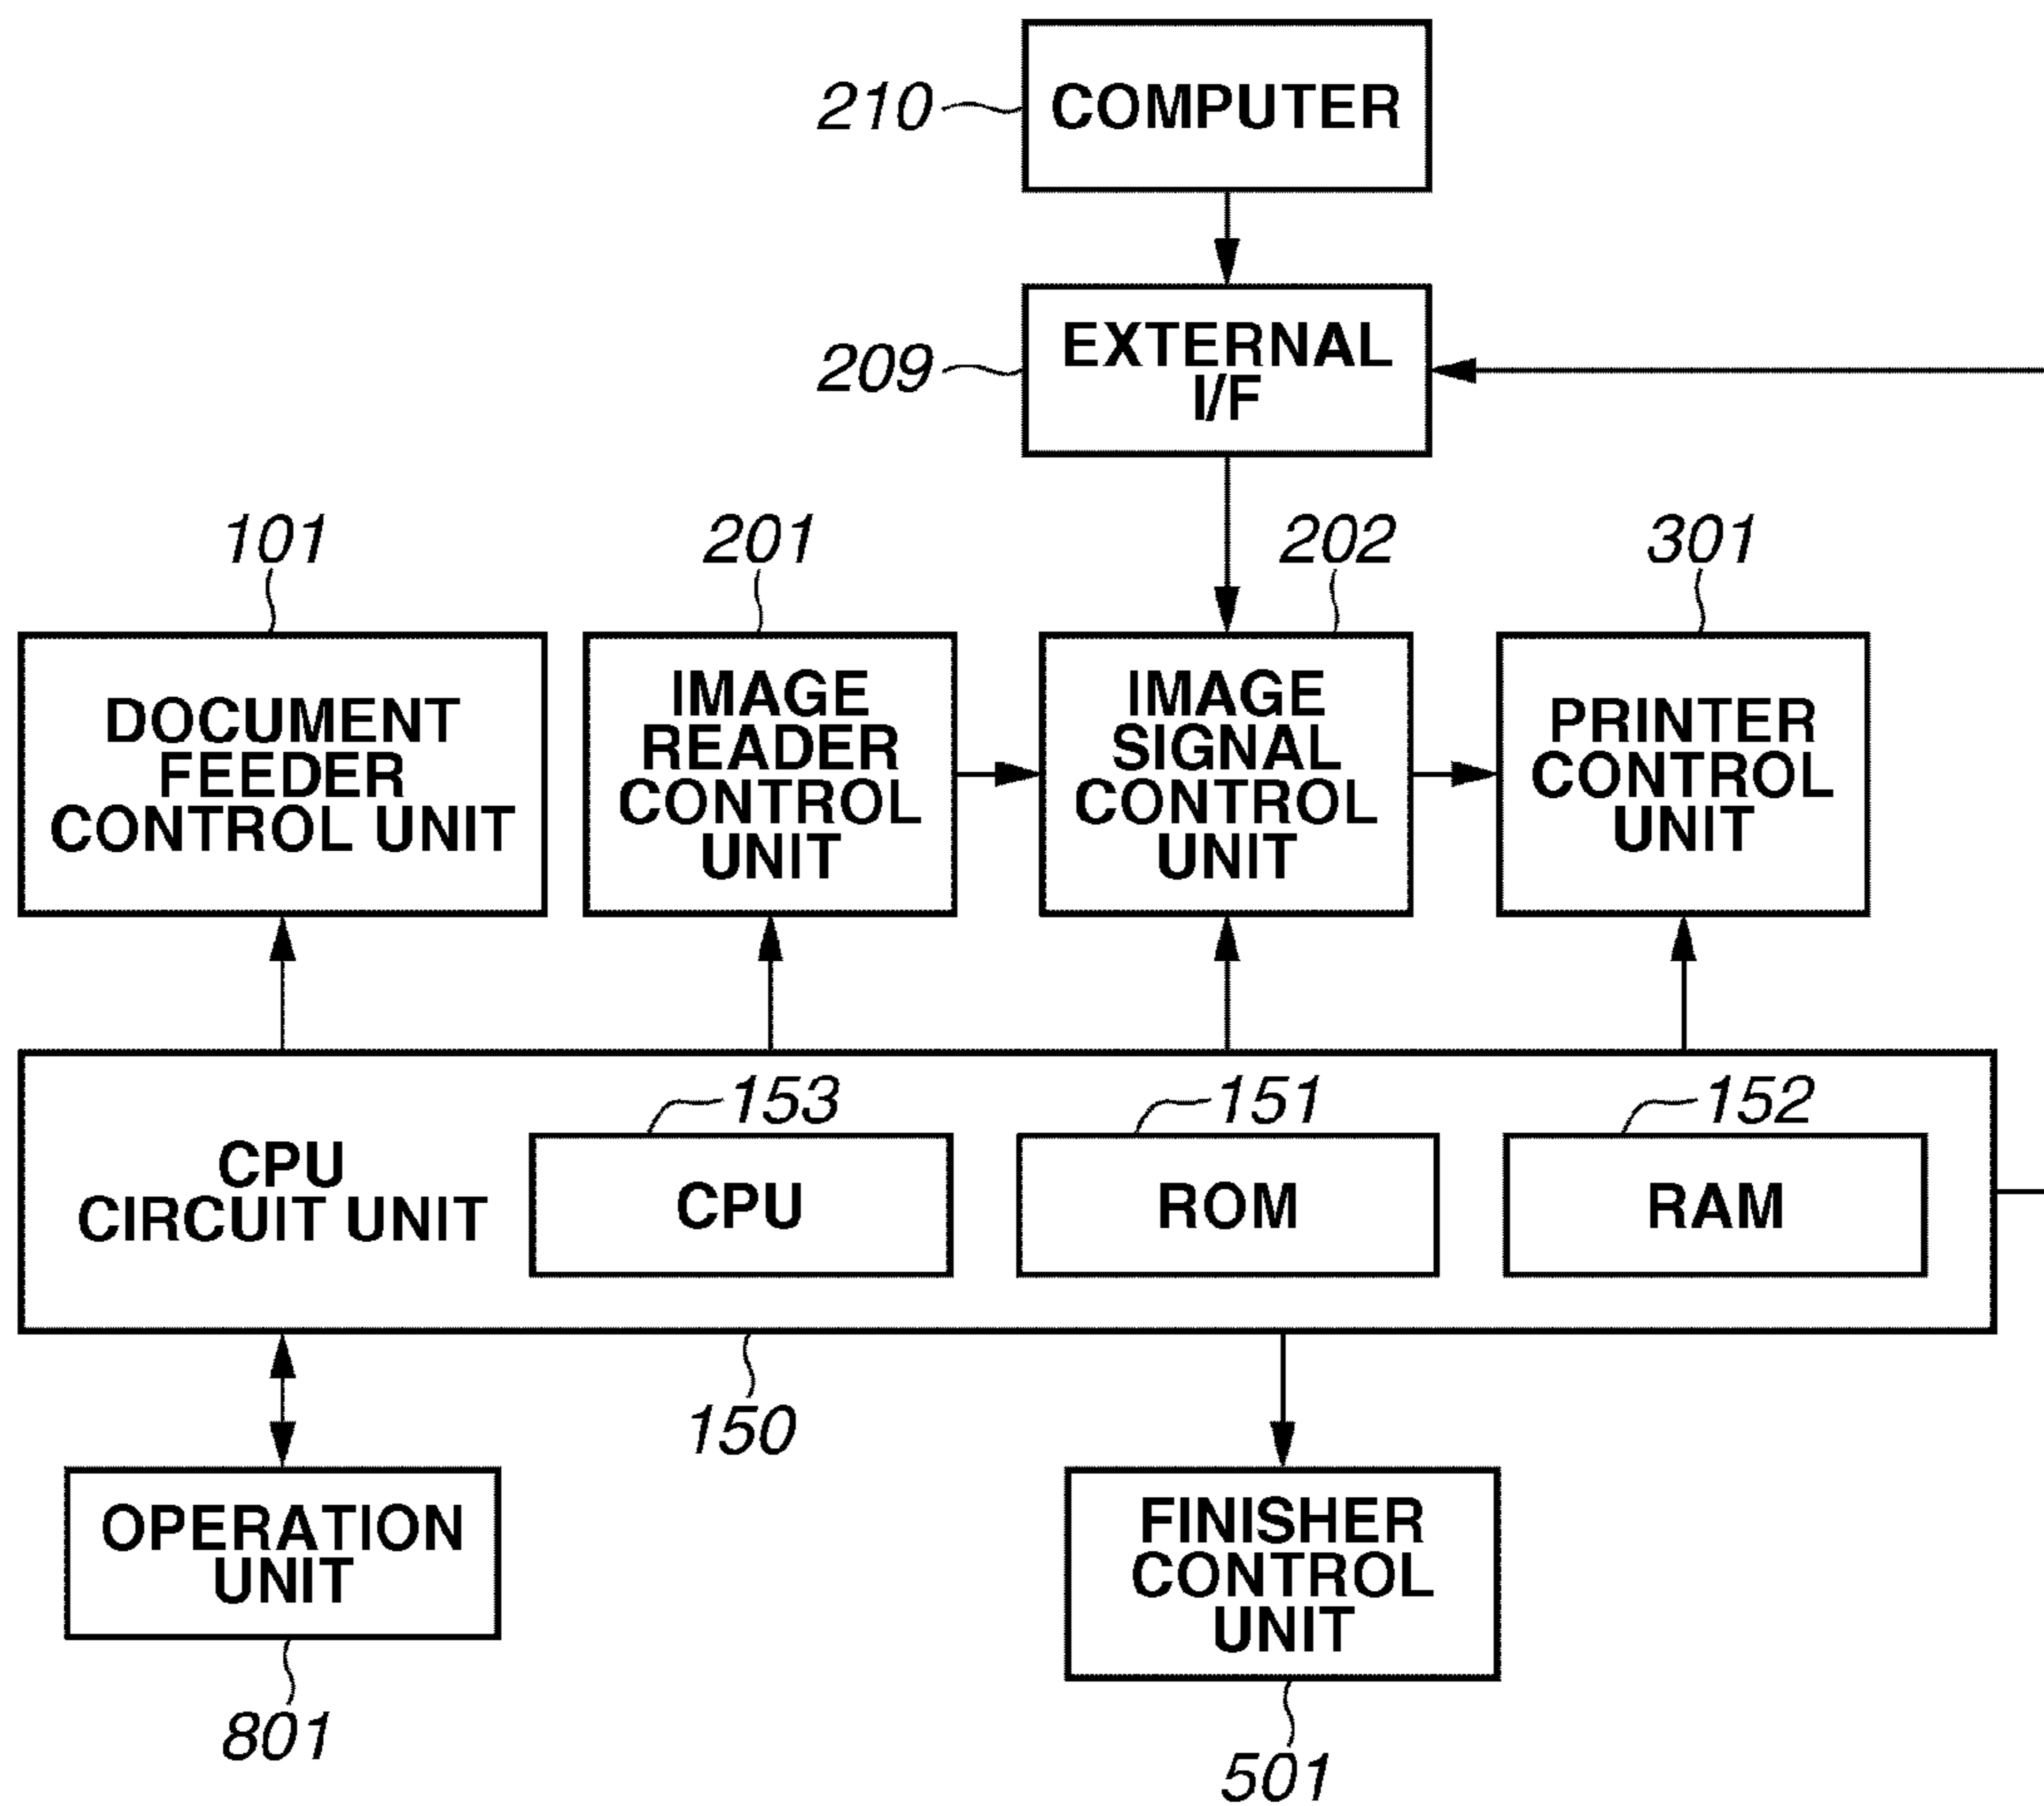 210
COMPUTER
209
EXTERNAL
I/F
101
201
202
301
DOCUMENT
FEEDER
CONTROL UNIT
IMAGE
READER
CONTROL
UNIT
IMAGE
SIGNAL
CONTROL
UNIT
PRINTER
CONTROL
UNIT
CPU
CIRCUIT UNIT
153
CPU
151
ROM
152
RAM
150
OPERATION
UNIT
801
FINISHER
CONTROL
UNIT
501